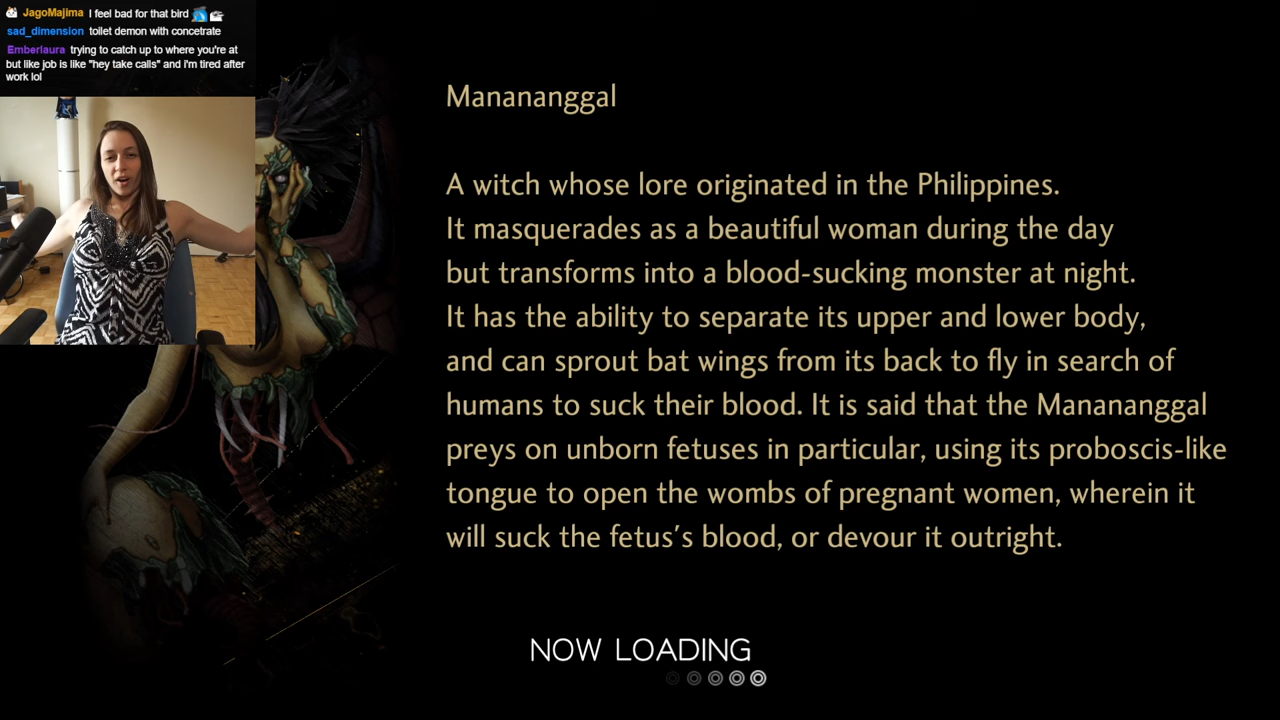 JagoMajima I feel bad for that bird
sad_dimension toilet demon with concetrate
Emberlaura trying to catch up to where you're at
but like job is like "hey take calls" and i'm tired after
work lol
Manananggal
A witch whose lore originated in the Philippines.
It masquerades as a beautiful woman during the day
but transforms into a blood-sucking monster at night.
It has the ability to separate its upper and lower body,
and can sprout bat wings from its back to fly in search of
humans to suck their blood. It is said that the Manananggal
preys on unborn fetuses in particular, using its proboscis-like
tongue to open the wombs of pregnant women, wherein it
will suck the fetus's blood, or devour it outright.
NOW LOADING